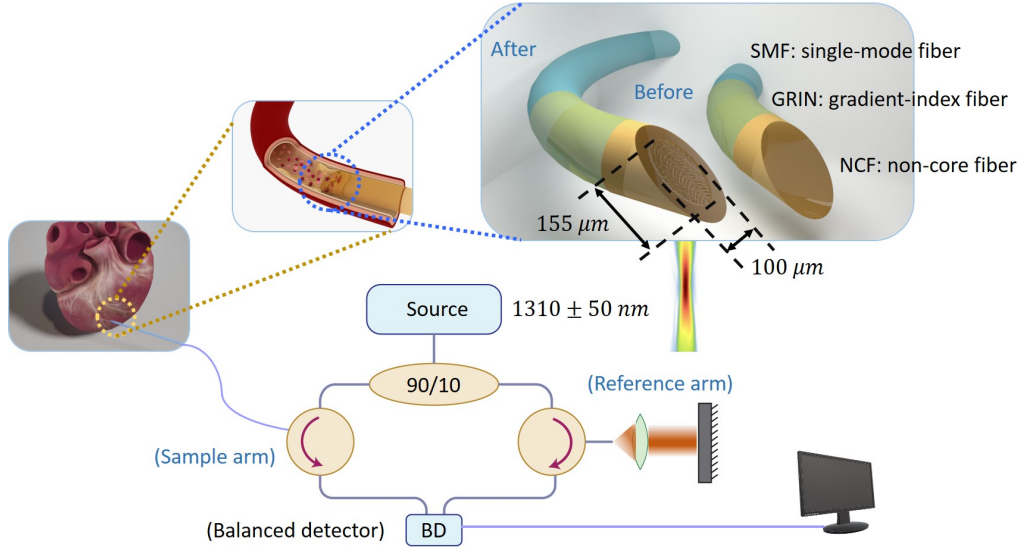 After
Before
SMF: single-mode fiber
GRIN: gradient-index fiber
NCF: non-core fiber
155 μm
100 μm
Source
1310 ± 50 nm
90/10
(Reference arm)
(Sample arm)
(Balanced detector)
BD